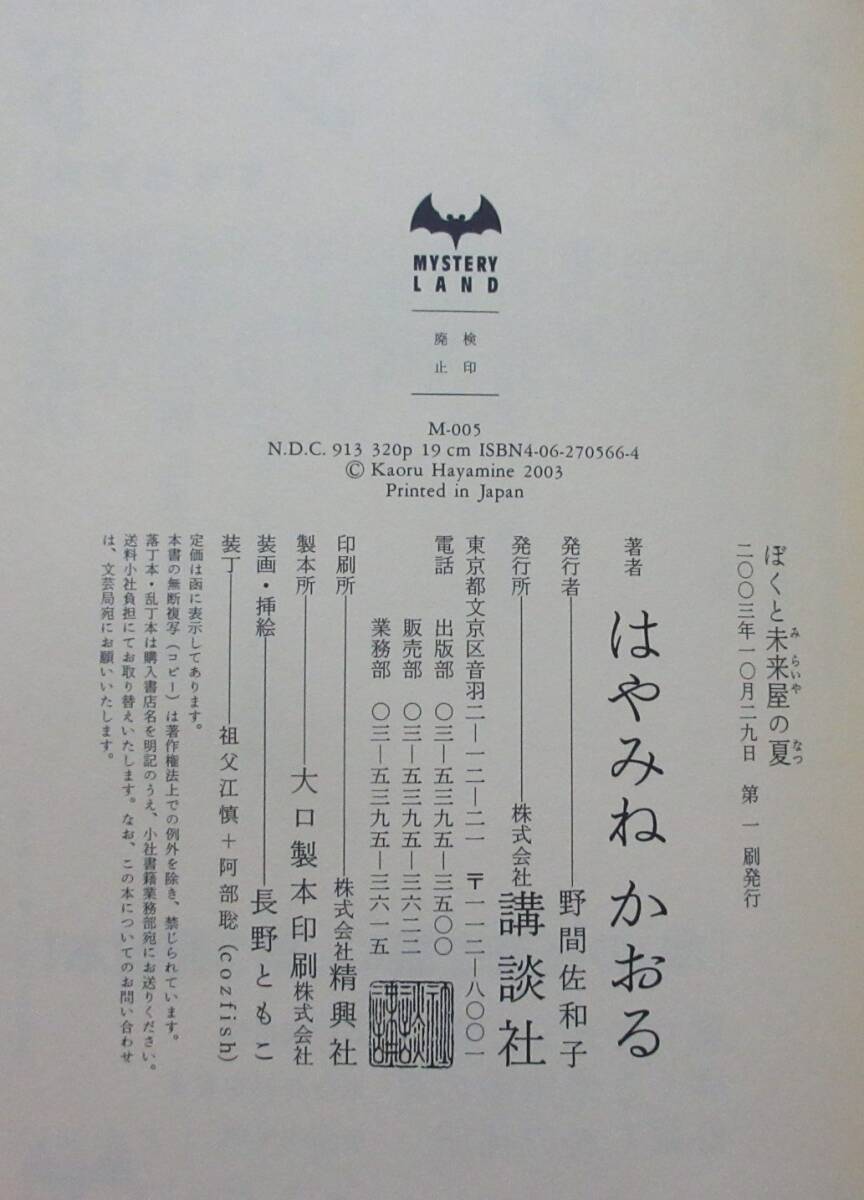 MYSTERY
LAND
検印
廃止
M-005
N.D.C. 913 320p 19 cm ISBN4-06-270566-4
© Kaoru Hayamine 2003
Printed in Japan
ぼくと未来屋の夏
みらいや
なつ
二〇〇三年一〇月二九日 第一刷発行
著者 はやみね かおる
発行者――野間佐和子
発行所――株式会社 講談社
東京都文京区音羽二―一二―二一 〒一一二―八〇〇一
電話 出版部 〇三―五三九五―三五〇〇
販売部 〇三―五三九五―三六二二
業務部 〇三―五三九五―三六一五
印刷所――株式会社 精興社
製本所――大口製本印刷株式会社
装画・挿絵――長野ともこ
装丁――祖父江慎+阿部聡(cozfish)
定価は函に表示してあります。
本書の無断複写(コピー)は著作権法上での例外を除き、禁じられています。
落丁本・乱丁本は購入書店名を明記のうえ、小社書籍業務部宛にお送りください。
送料小社負担にてお取り替えいたします。なお、この本についてのお問い合わせ
は、文芸局宛にお願いいたします。